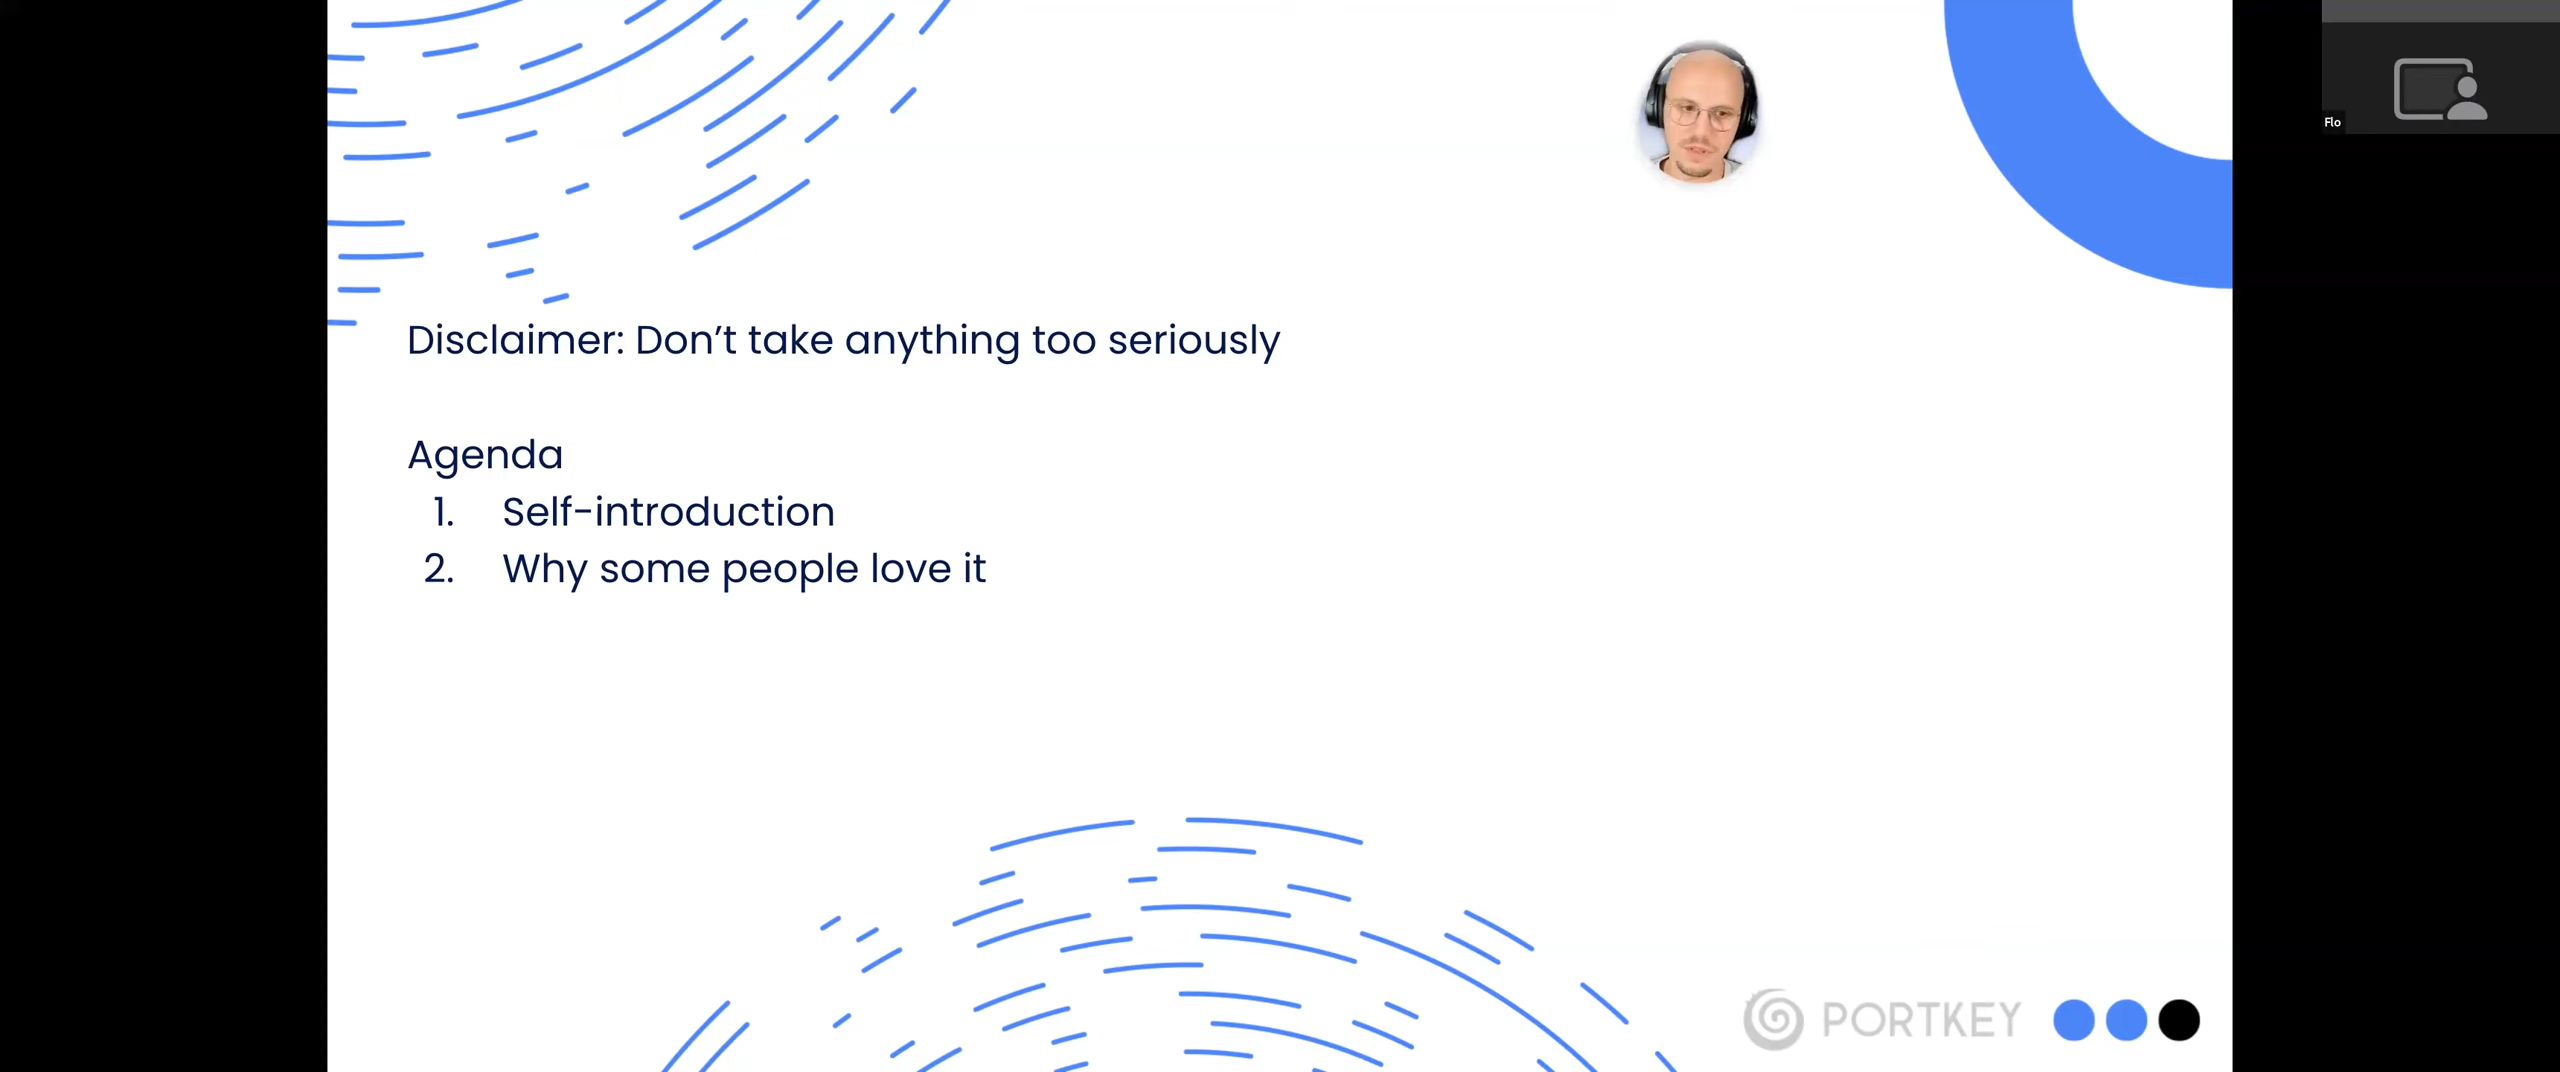 Flo
Disclaimer: Don’t take anything too seriously
Agenda
1. Self-introduction
2. Why some people love it
PORTKEY